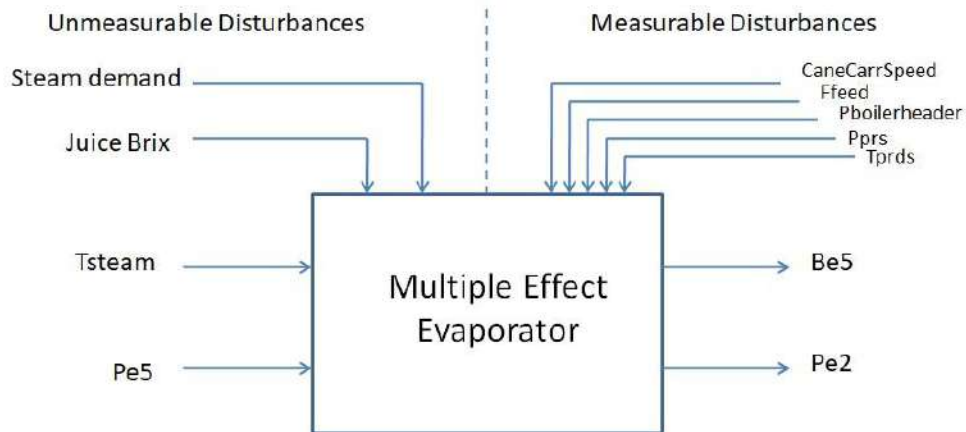 Unmeasurable Disturbances
Measurable Disturbances
Steam demand
Juice Brix
CaneCarrSpeed
Ffeed
Pboilerheader
Pprs
Tprds
Tsteam
Pe5
Multiple Effect
Evaporator
Be5
Pe2